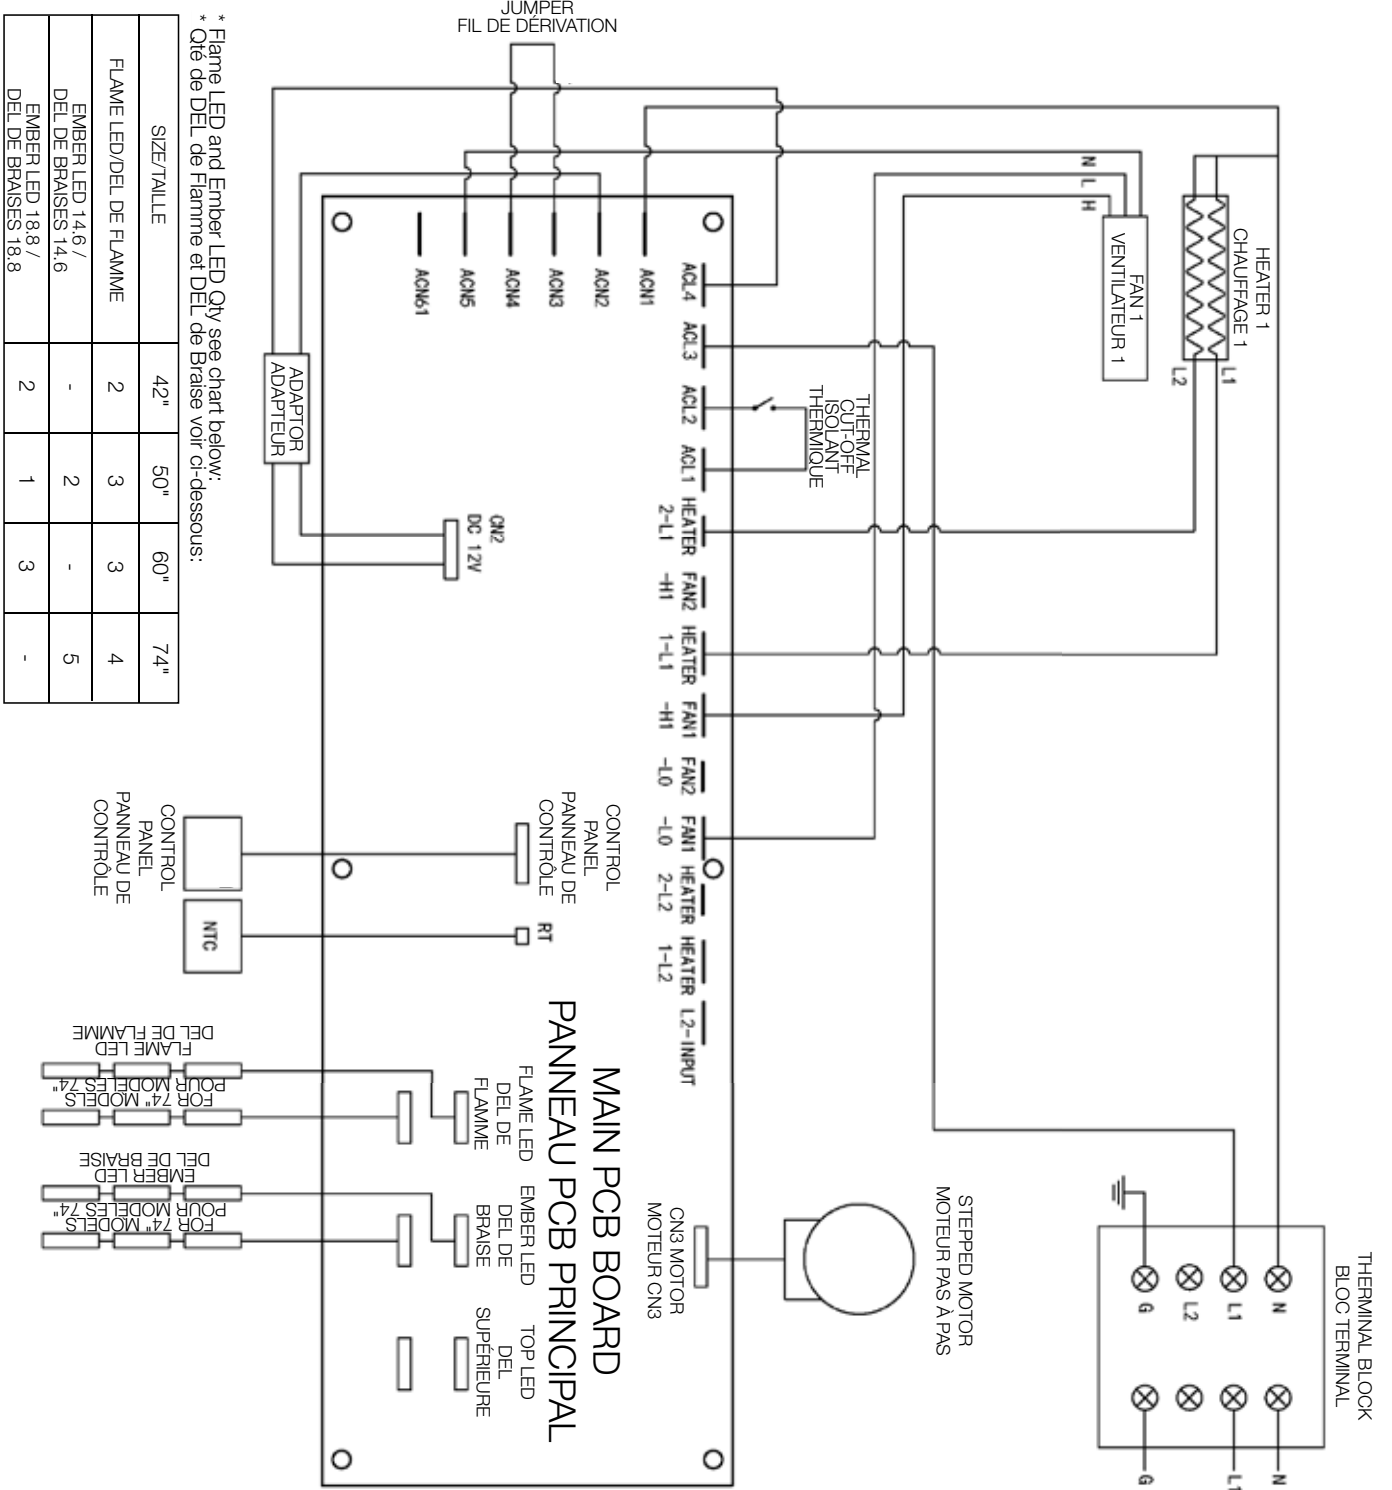 JUMPER
FIL DE DÉRIVATION
THERMAL BLOCK
BLOC TERMINAL
N
L1
L2
G
N
L1
G
HEATER 1
CHAUFFAGE 1
L1
L2
FAN 1
VENTILATEUR 1
N
L
H
THERMAL
CUT-OFF
ISOLANT
THERMIQUE
STEPPED MOTOR
MOTEUR PAS À PAS
ACL4
ACL3
ACL2
ACL1
HEATER
2-L1
FAN2
-H1
HEATER
1-L1
FAN1
-H1
FAN2
-L0
FAN1
-L0
HEATER
2-L2
HEATER
1-L2
L2-INPUT
CN3 MOTOR
MOTEUR CN3
ACN1
ACN2
ACN3
ACN4
ACN5
ACN61
MAIN PCB BOARD
PANNEAU PCB PRINCIPAL
CN2
DC 12V
CONTROL
PANEL
PANNEAU DE
CONTRÔLE
RT
FLAME LED
DEL DE
FLAMME
EMBER LED
DEL DE
BRAISE
TOP LED
DEL
SUPÉRIEURE
ADAPTOR
ADAPTEUR
CONTROL
PANEL
PANNEAU DE
CONTRÔLE
NTC
FLAME LED
DEL DE FLAMME
FOR 74" MODELS
POUR MODELES 74"
EMBER LED
DEL DE BRAISE
FOR 74" MODELS
POUR MODELES 74"
* Flame LED and Ember LED Qty see chart below:
* Qté de DEL de Flamme et DEL de Braise voir ci-dessous:
SIZE/TAILLE 42" 50" 60" 74"
FLAME LED/DEL DE FLAMME 2 3 3 4
EMBER LED 14.6 /
DEL DE BRAISES 14.6 - 2 - 5
EMBER LED 18.8 /
DEL DE BRAISES 18.8 2 1 3 -